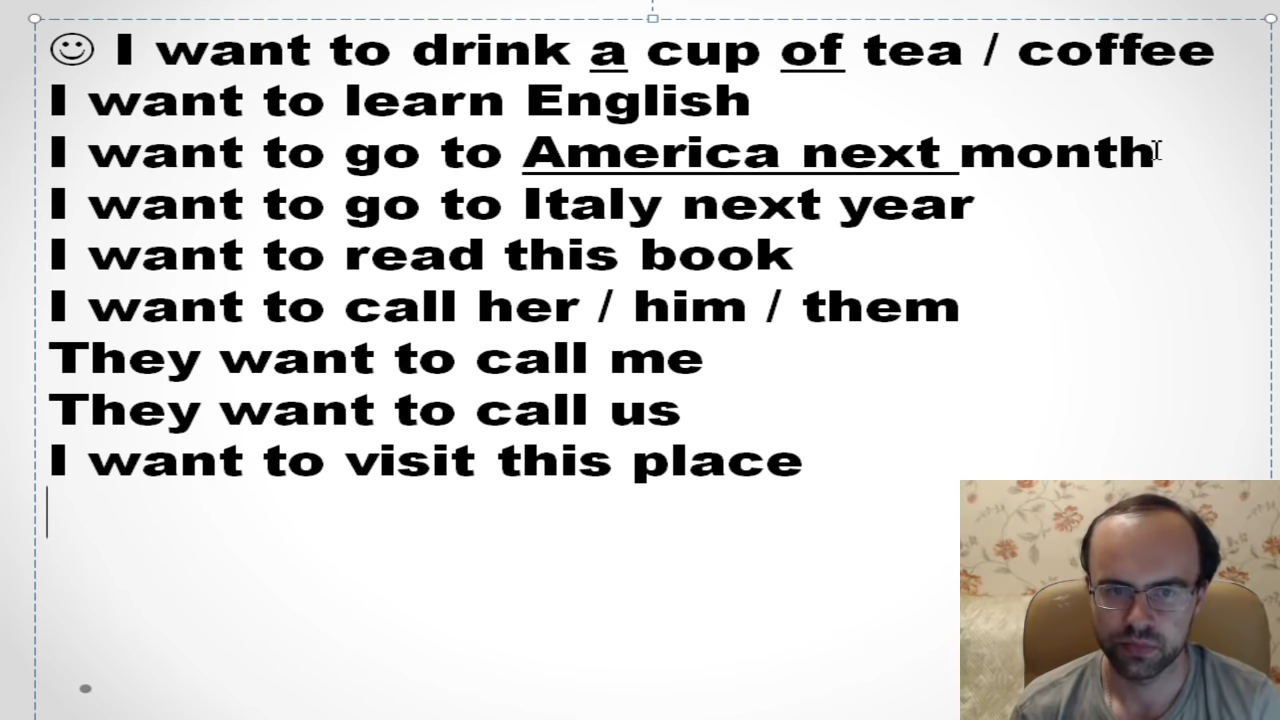 ☺ I want to drink a cup of tea / coffee
I want to learn English
I want to go to America next month
I want to go to Italy next year
I want to read this book
I want to call her / him / them
They want to call me
They want to call us
I want to visit this place